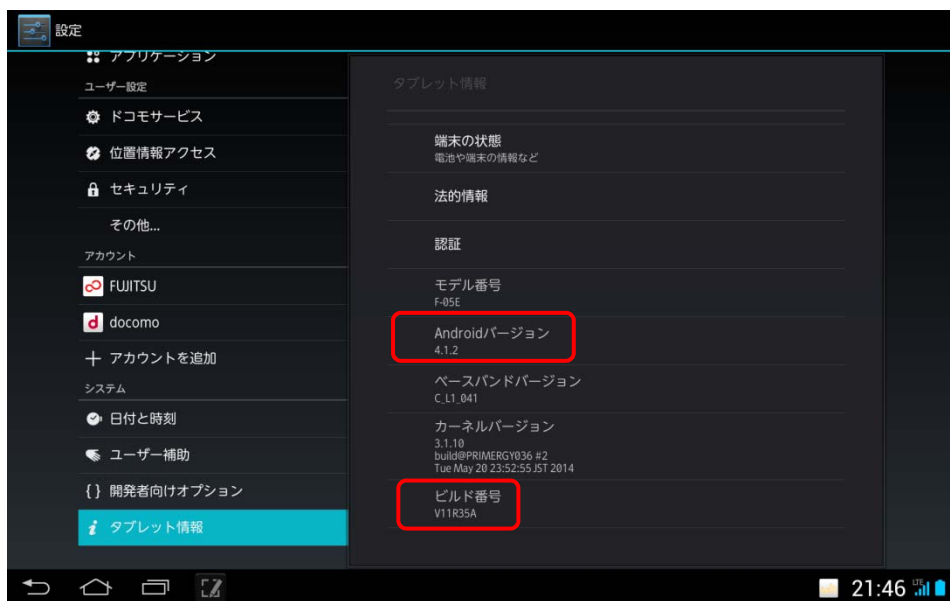 設定
アプリケーション
ユーザー設定
ドコモサービス
位置情報アクセス
セキュリティ
その他...
アカウント
FUJITSU
docomo
アカウントを追加
システム
日付と時刻
ユーザー補助
{ } 開発者向けオプション
タブレット情報
タブレット情報
端末の状態
電池や端末の情報など
法的情報
認証
モデル番号
F-05E
Androidバージョン
4.1.2
ベースバンドバージョン
C_L1_041
カーネルバージョン
3.1.10
build@PRIMERGY036 #2
Tue May 20 23:52:55 JST 2014
ビルド番号
V11R35A
21:46 LTE